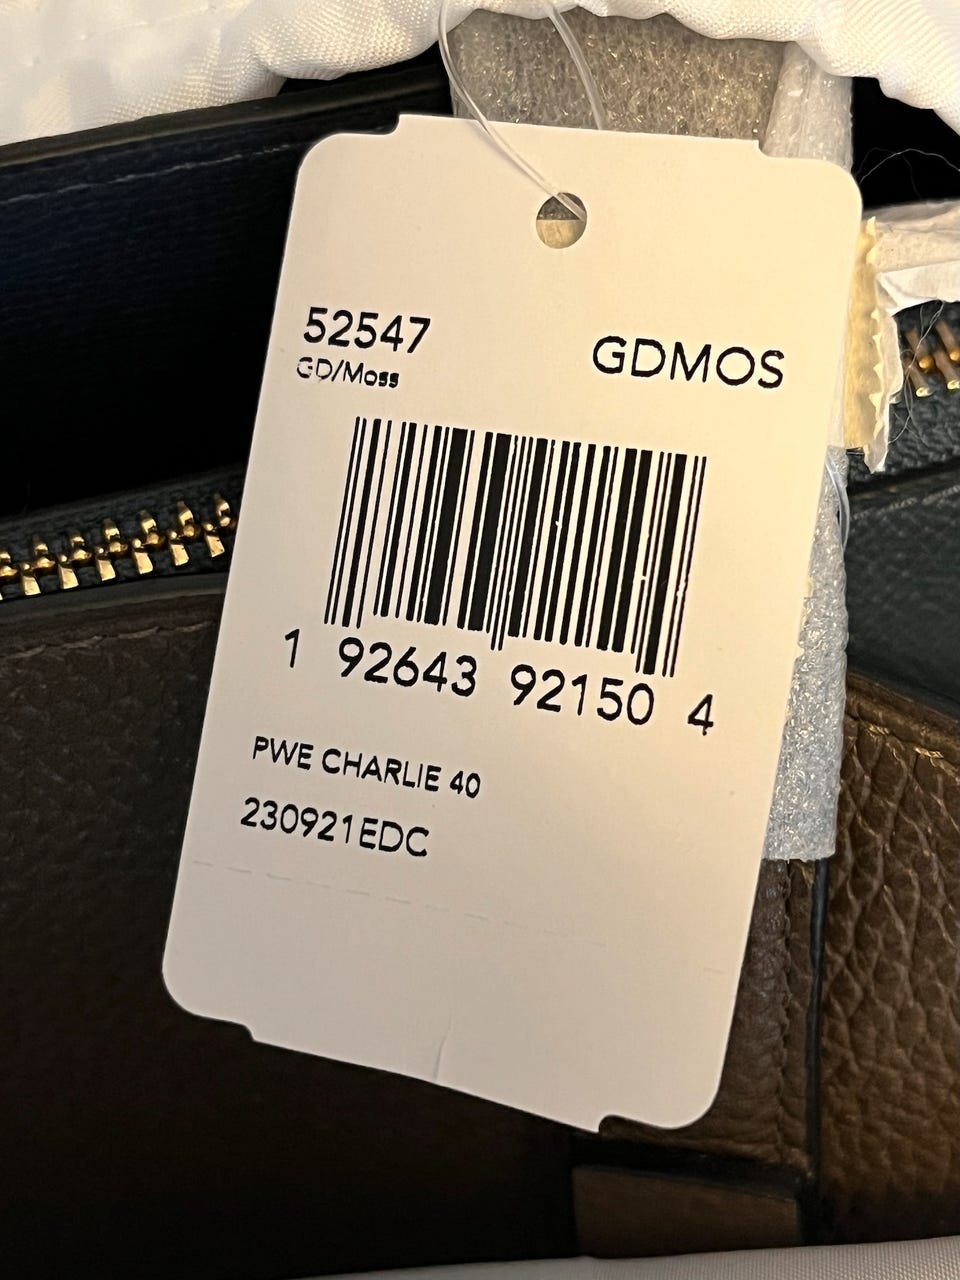 52547
GD/Moss
GDMOS
1 92643 92150 4
PWE CHARLIE 40
230921EDC